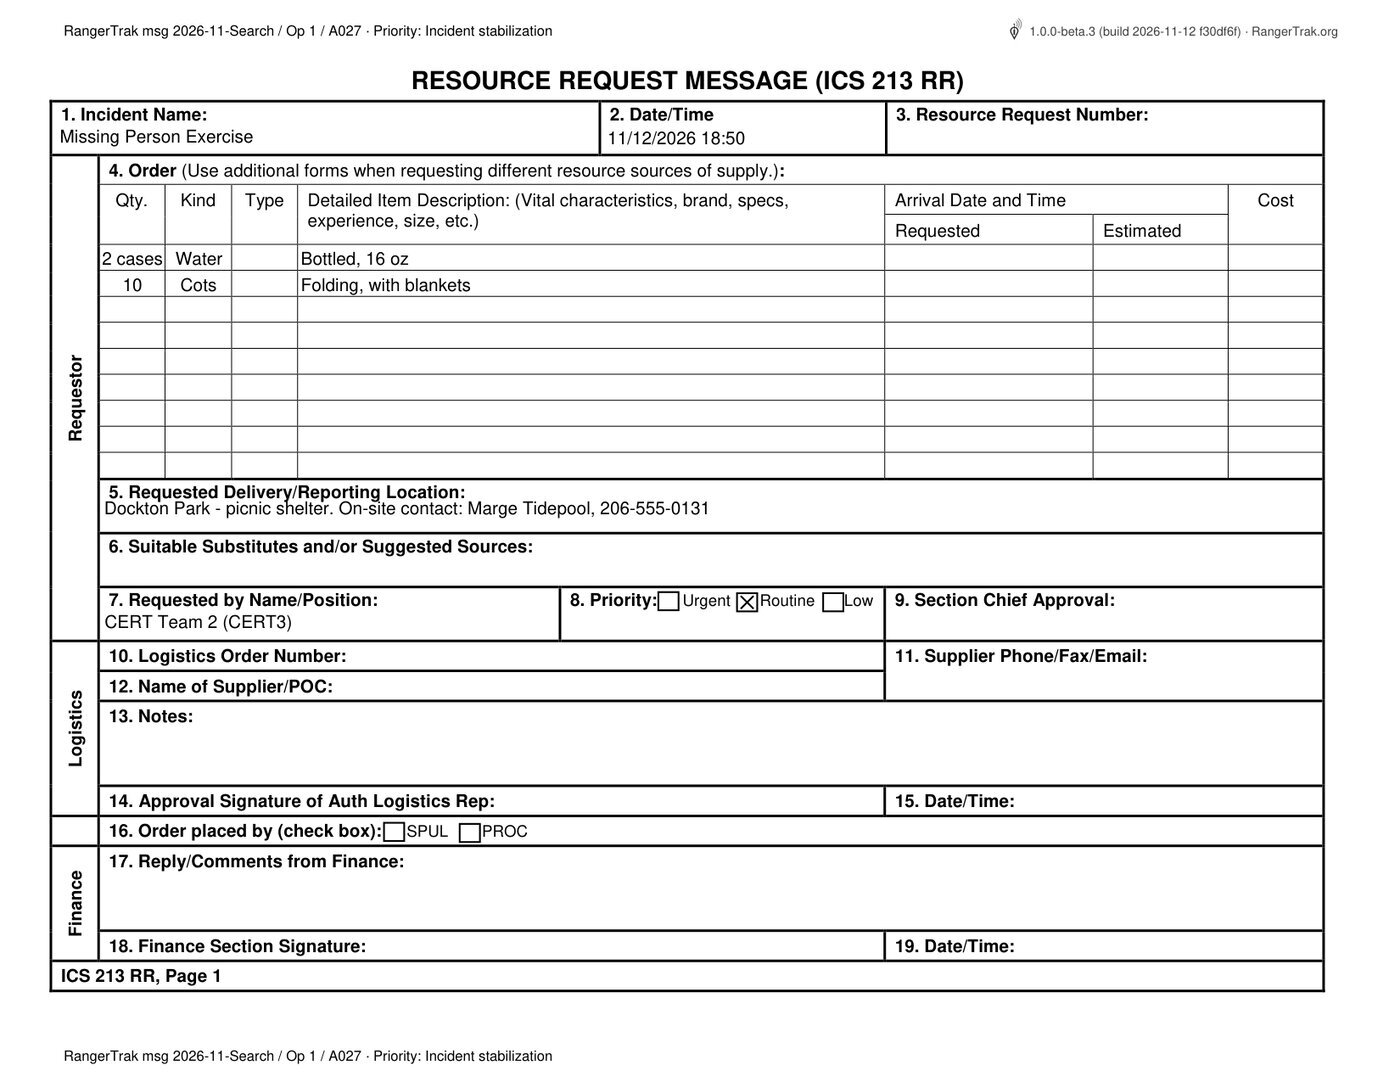 RangerTrak msg 2026-11-Search / Op 1 / A027 · Priority: Incident stabilization
1.0.0-beta.3 (build 2026-11-12 f30df6f) · RangerTrak.org
RESOURCE REQUEST MESSAGE (ICS 213 RR)
1. Incident Name:
Missing Person Exercise
2. Date/Time
11/12/2026 18:50
3. Resource Request Number:
Requestor
4. Order (Use additional forms when requesting different resource sources of supply.):
Qty. Kind Type Detailed Item Description: (Vital characteristics, brand, specs,
experience, size, etc.)
Arrival Date and Time
Cost
Requested Estimated
2 cases Water Bottled, 16 oz
10 Cots Folding, with blankets
5. Requested Delivery/Reporting Location:
Dockton Park - picnic shelter. On-site contact: Marge Tidepool, 206-555-0131
6. Suitable Substitutes and/or Suggested Sources:
7. Requested by Name/Position:
CERT Team 2 (CERT3)
8. Priority: Urgent Routine Low
9. Section Chief Approval:
Logistics
10. Logistics Order Number:
11. Supplier Phone/Fax/Email:
12. Name of Supplier/POC:
13. Notes:
14. Approval Signature of Auth Logistics Rep:
15. Date/Time:
16. Order placed by (check box): SPUL PROC
Finance
17. Reply/Comments from Finance:
18. Finance Section Signature:
19. Date/Time:
ICS 213 RR, Page 1
RangerTrak msg 2026-11-Search / Op 1 / A027 · Priority: Incident stabilization